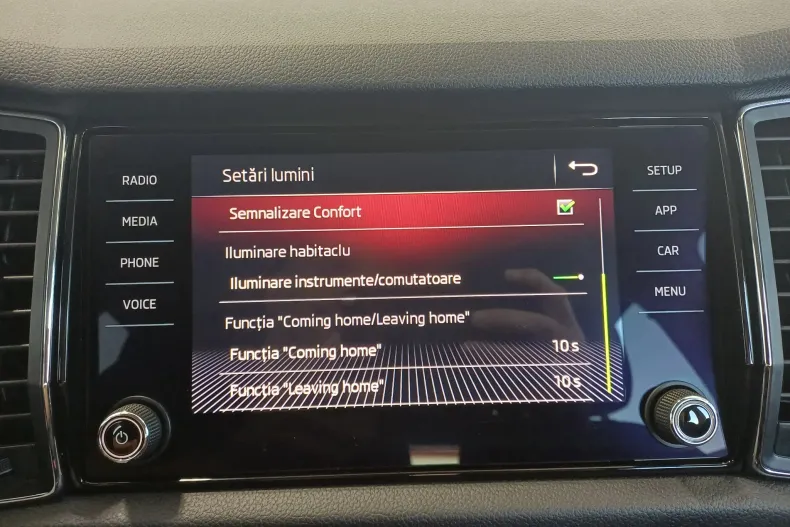 RADIO
MEDIA
PHONE
VOICE
Setări lumini
Semnalizare Confort
Iluminare habitaclu
Iluminare instrumente/comutatoare
Funcția "Coming home/Leaving home"
Funcția "Coming home" 10 s
Funcția "Leaving home" 10 s
SETUP
APP
CAR
MENU